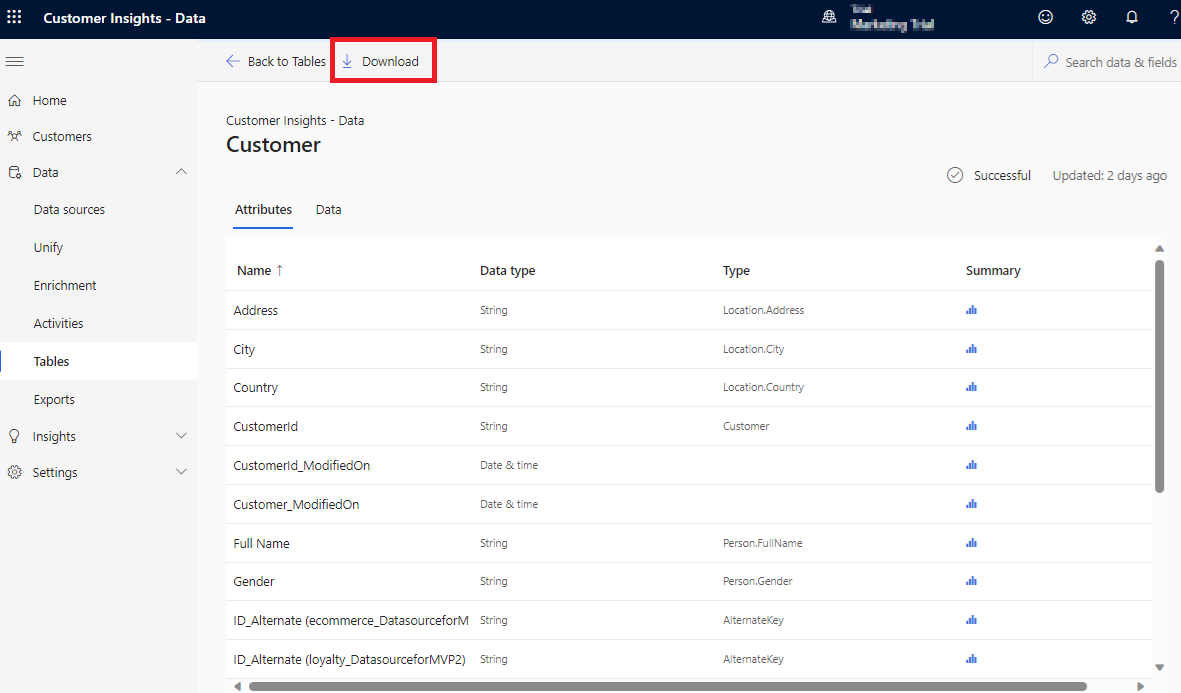 Customer Insights - Data
Trial
Marketing Trial
?
Back to Tables
Download
Search data & fields
Home
Customers
Data
Data sources
Unify
Enrichment
Activities
Tables
Exports
Insights
Settings
Customer Insights - Data
Customer
Successful Updated: 2 days ago
Attributes Data
Name ↑ Data type Type Summary
Address String Location.Address
City String Location.City
Country String Location.Country
CustomerId String Customer
CustomerId_ModifiedOn Date & time
Customer_ModifiedOn Date & time
Full Name String Person.FullName
Gender String Person.Gender
ID_Alternate (ecommerce_DatasourceforM String AlternateKey
ID_Alternate (loyalty_DatasourceforMVP2) String AlternateKey